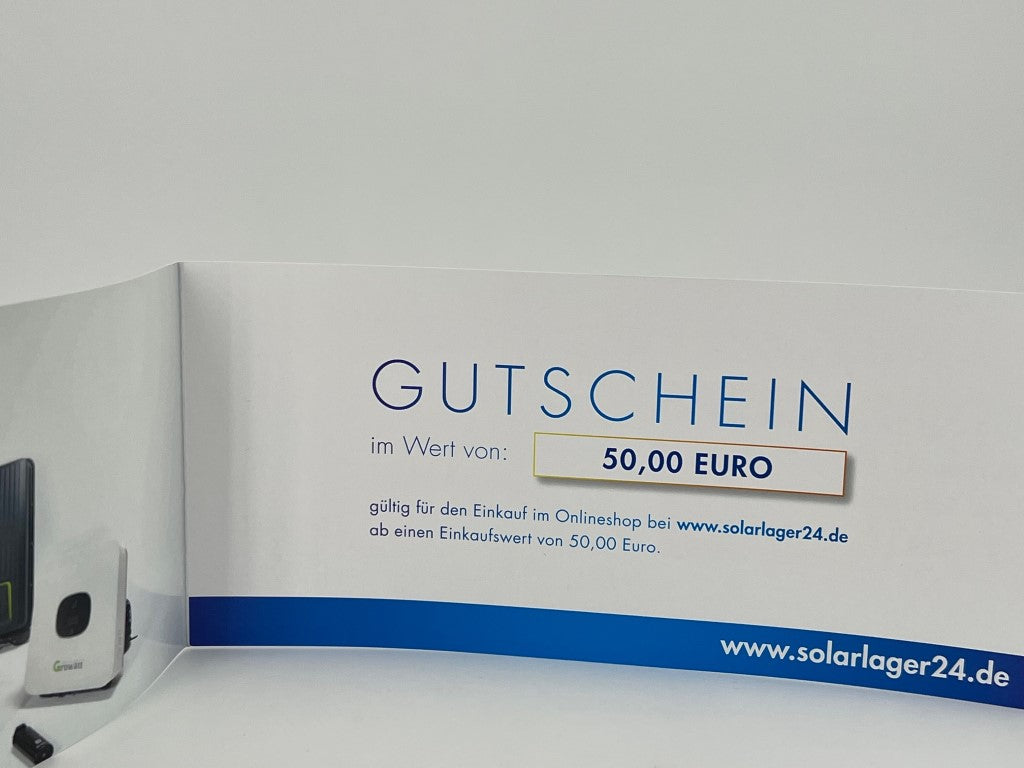 GUTSCHEIN
im Wert von: 50,00 EURO
gültig für den Einkauf im Onlineshop bei www.solarlager24.de
ab einen Einkaufswert von 50,00 Euro.
www.solarlager24.de
Growatt